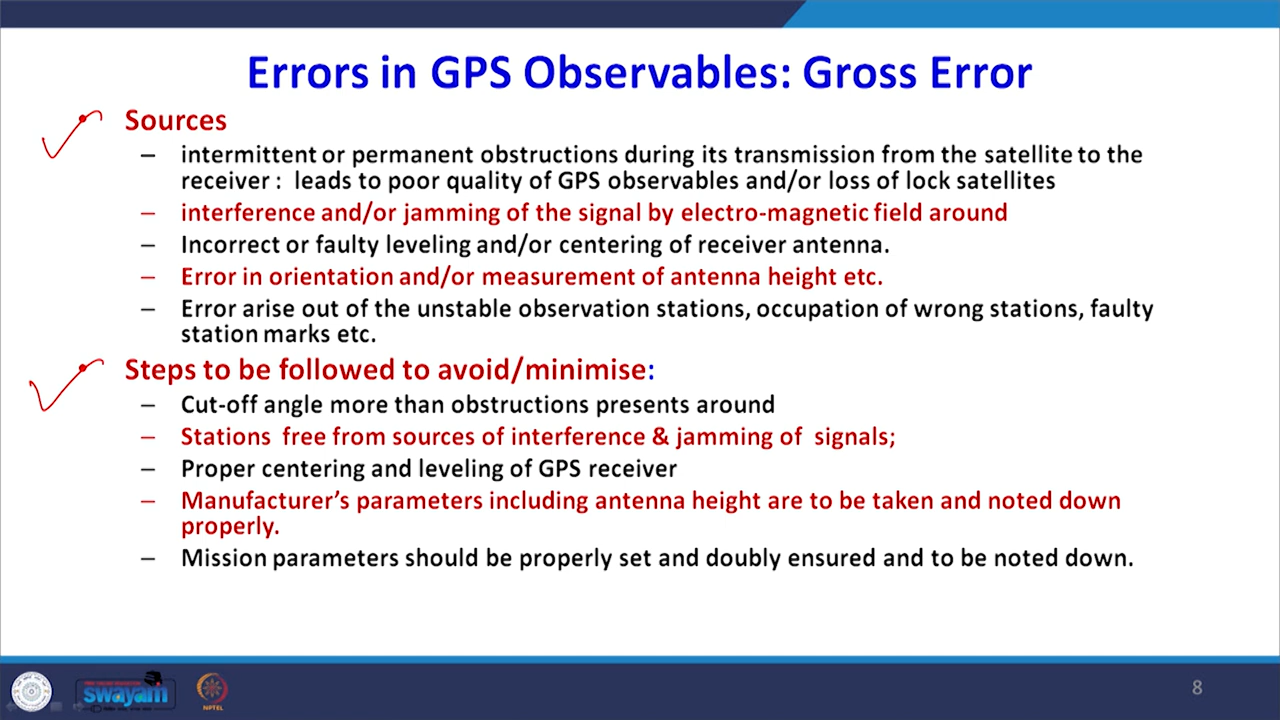 Errors in GPS Observables: Gross Error
Sources
– intermittent or permanent obstructions during its transmission from the satellite to the
receiver : leads to poor quality of GPS observables and/or loss of lock satellites
– interference and/or jamming of the signal by electro-magnetic field around
– Incorrect or faulty leveling and/or centering of receiver antenna.
– Error in orientation and/or measurement of antenna height etc.
– Error arise out of the unstable observation stations, occupation of wrong stations, faulty
station marks etc.
Steps to be followed to avoid/minimise:
– Cut-off angle more than obstructions presents around
– Stations free from sources of interference & jamming of signals;
– Proper centering and leveling of GPS receiver
– Manufacturer’s parameters including antenna height are to be taken and noted down
properly.
– Mission parameters should be properly set and doubly ensured and to be noted down.
swayam
NPTEL
8